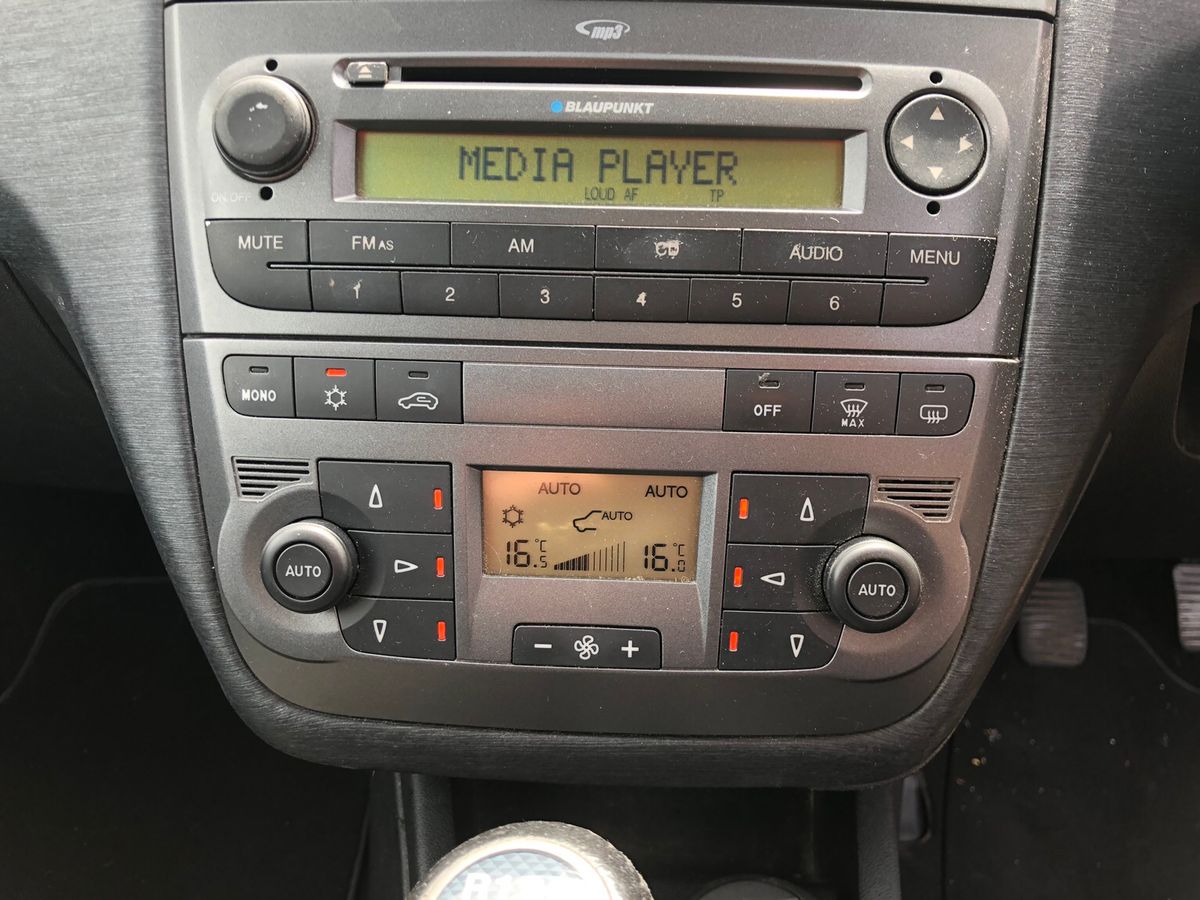 mp3
BLAUPUNKT
MEDIA PLAYER
LOUD AF TP
ON.OFF
MUTE FM AS AM AUDIO MENU
1 2 3 4 5 6
MONO OFF MAX
AUTO AUTO
AUTO
16.5 °C 16.0 °C
AUTO AUTO
- +